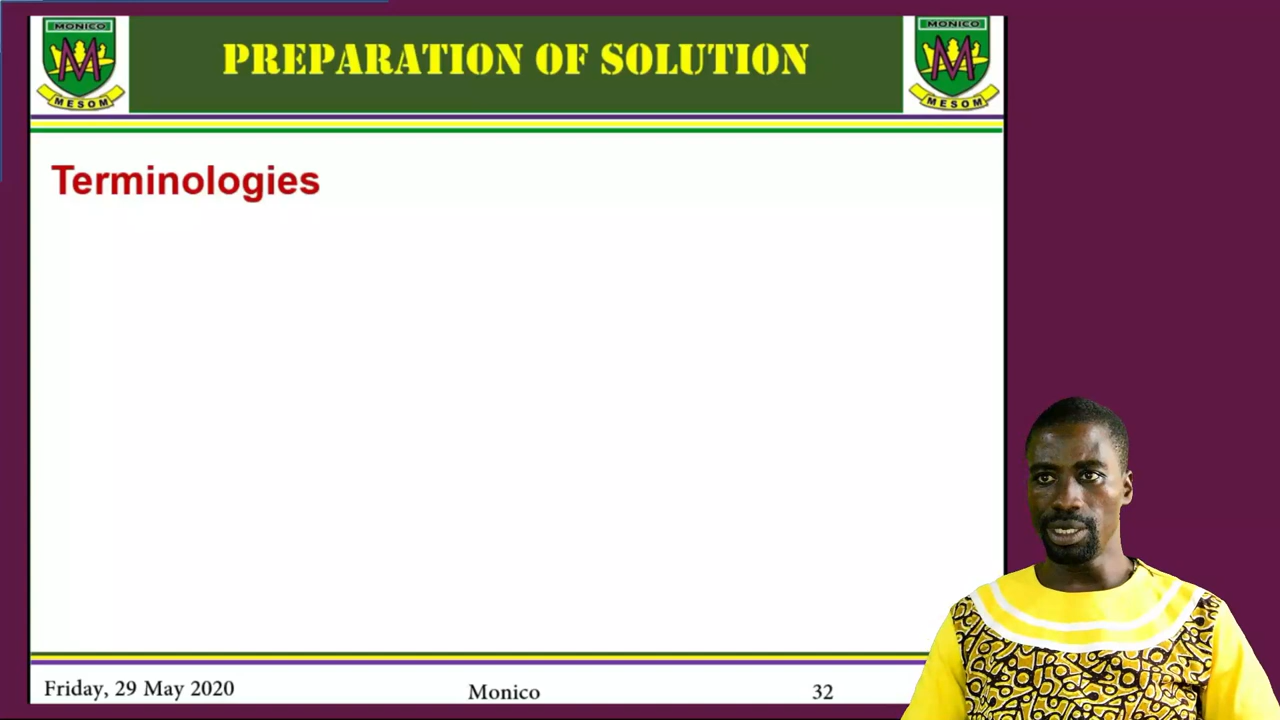 MONICO
MESOM
PREPARATION OF SOLUTION
MONICO
MESOM
Terminologies
Friday, 29 May 2020
Monico
32